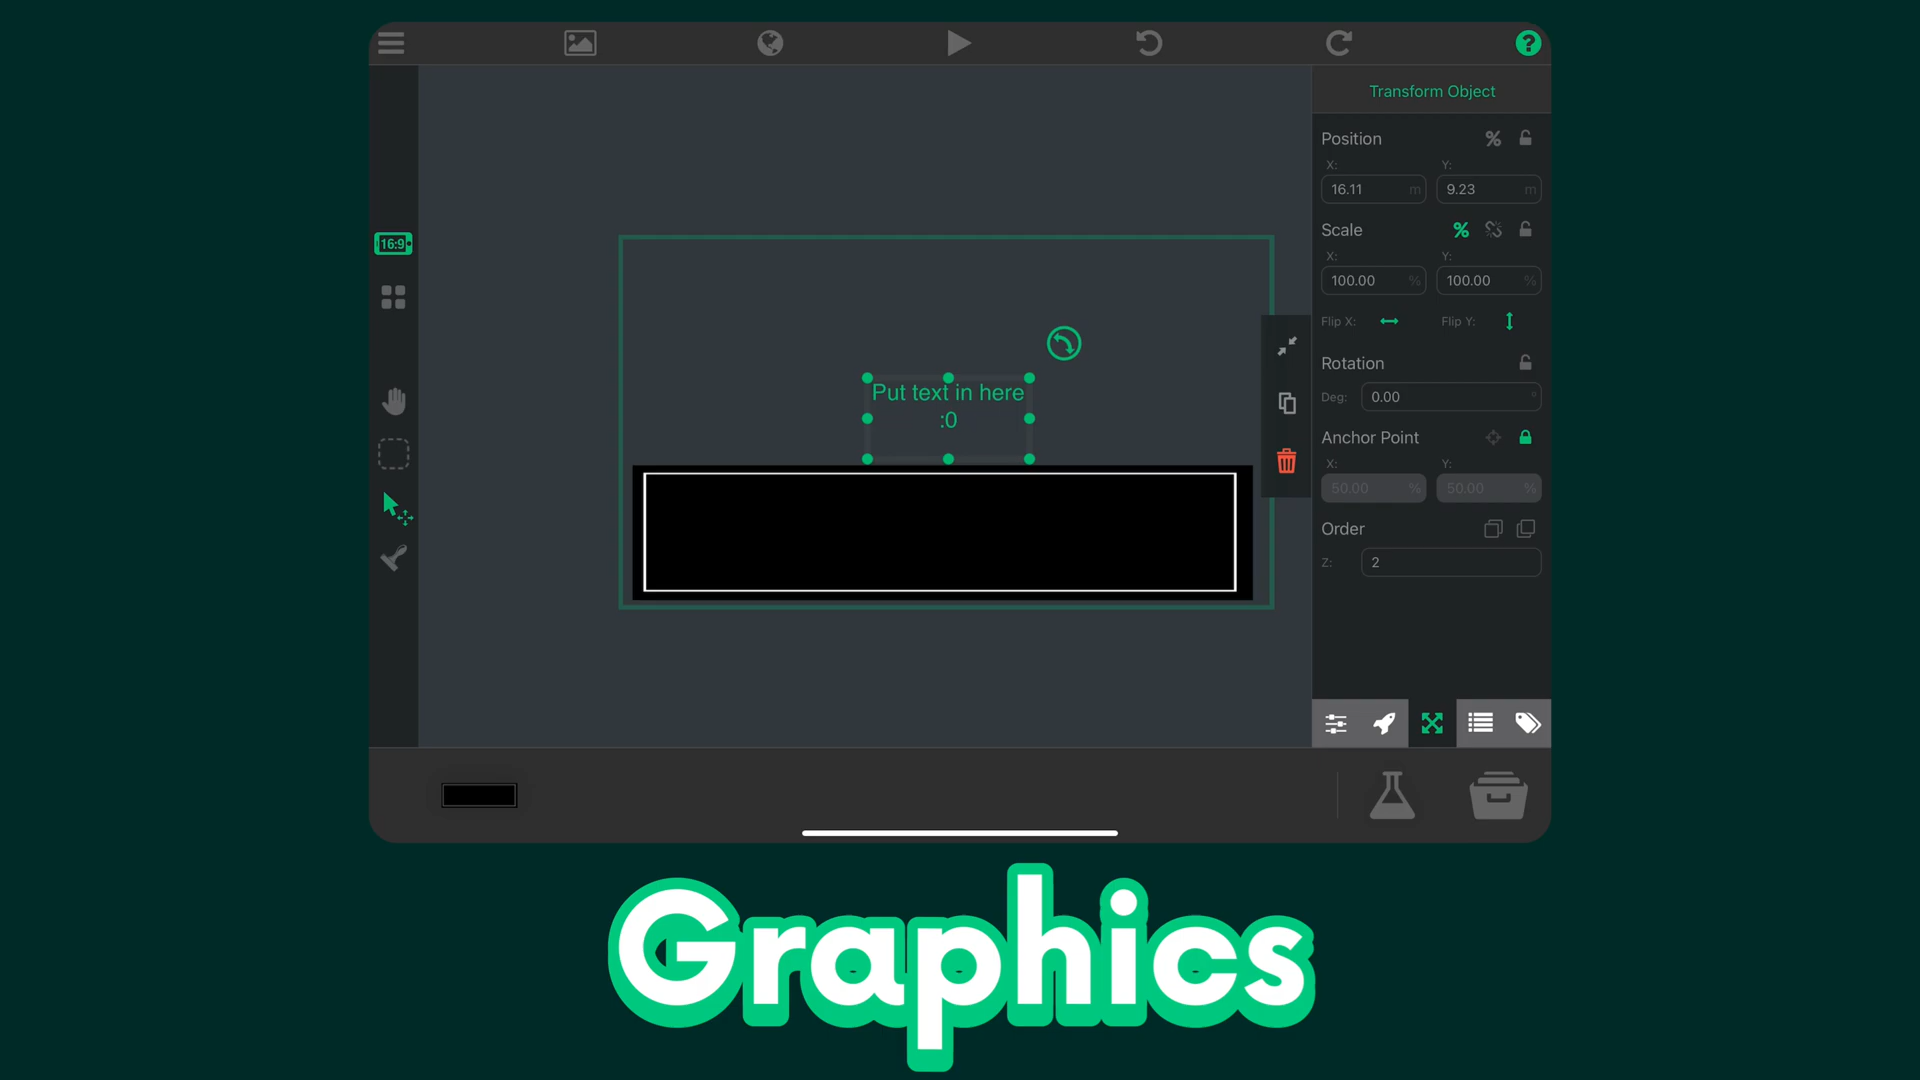 ?
Transform Object
Position %
X: Y:
16.11 m 9.23 m
16:9
Scale %
X: Y:
100.00 % 100.00 %
Flip X: Flip Y:
Rotation
Deg: 0.00 °
Put text in here
:0
Anchor Point
X: Y:
50.00 % 50.00 %
Order
Z: 2
Graphics